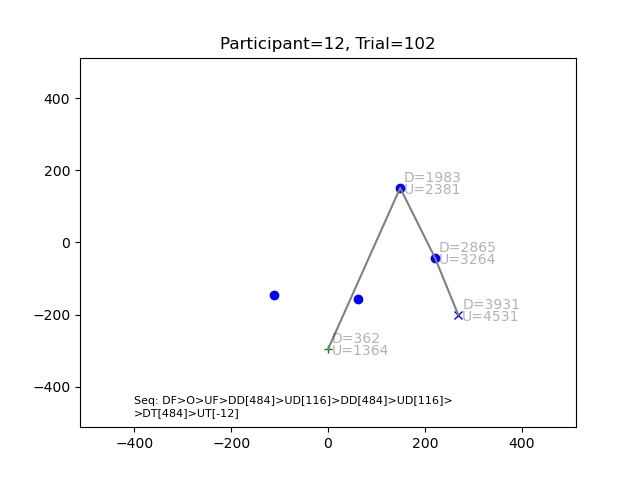 Participant=12, Trial=102
400
200
0
−200
−400
D=1983
U=2381
D=2865
U=3264
D=3931
U=4531
D=362
U=1364
Seq: DF>O>UF>DD[484]>UD[116]>DD[484]>UD[116]>
>DT[484]>UT[-12]
−400
−200
0
200
400